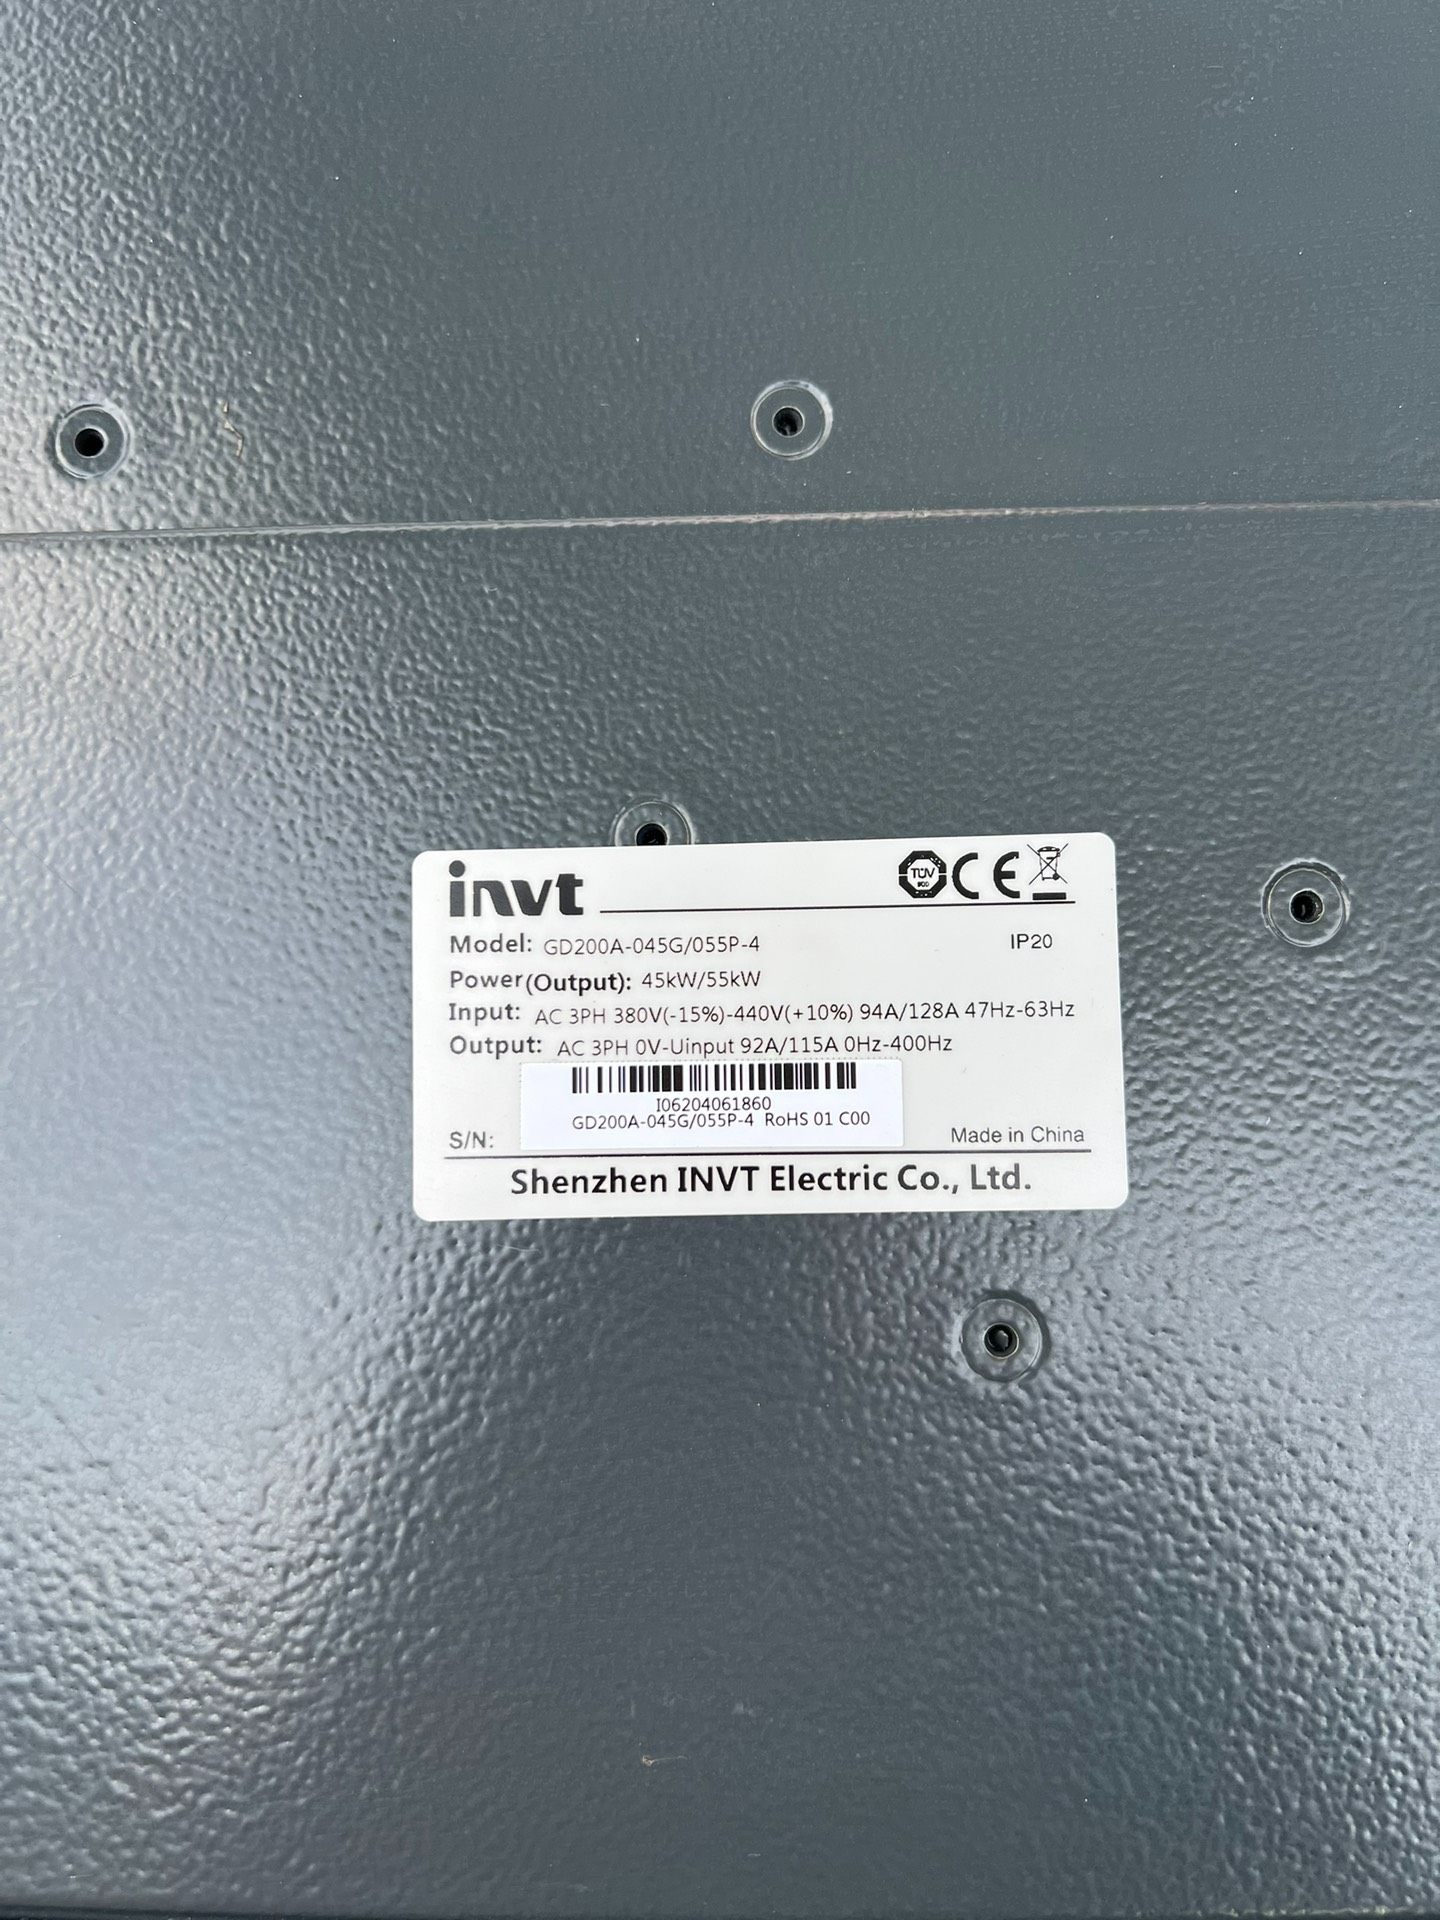 invt
TÜV CE
Model: GD200A-045G/055P-4 IP20
Power(Output): 45kW/55kW
Input: AC 3PH 380V(-15%)-440V(+10%) 94A/128A 47Hz-63Hz
Output: AC 3PH 0V-Uinput 92A/115A 0Hz-400Hz
I06204061860
GD200A-045G/055P-4 RoHS 01 C00
S/N: Made in China
Shenzhen INVT Electric Co., Ltd.